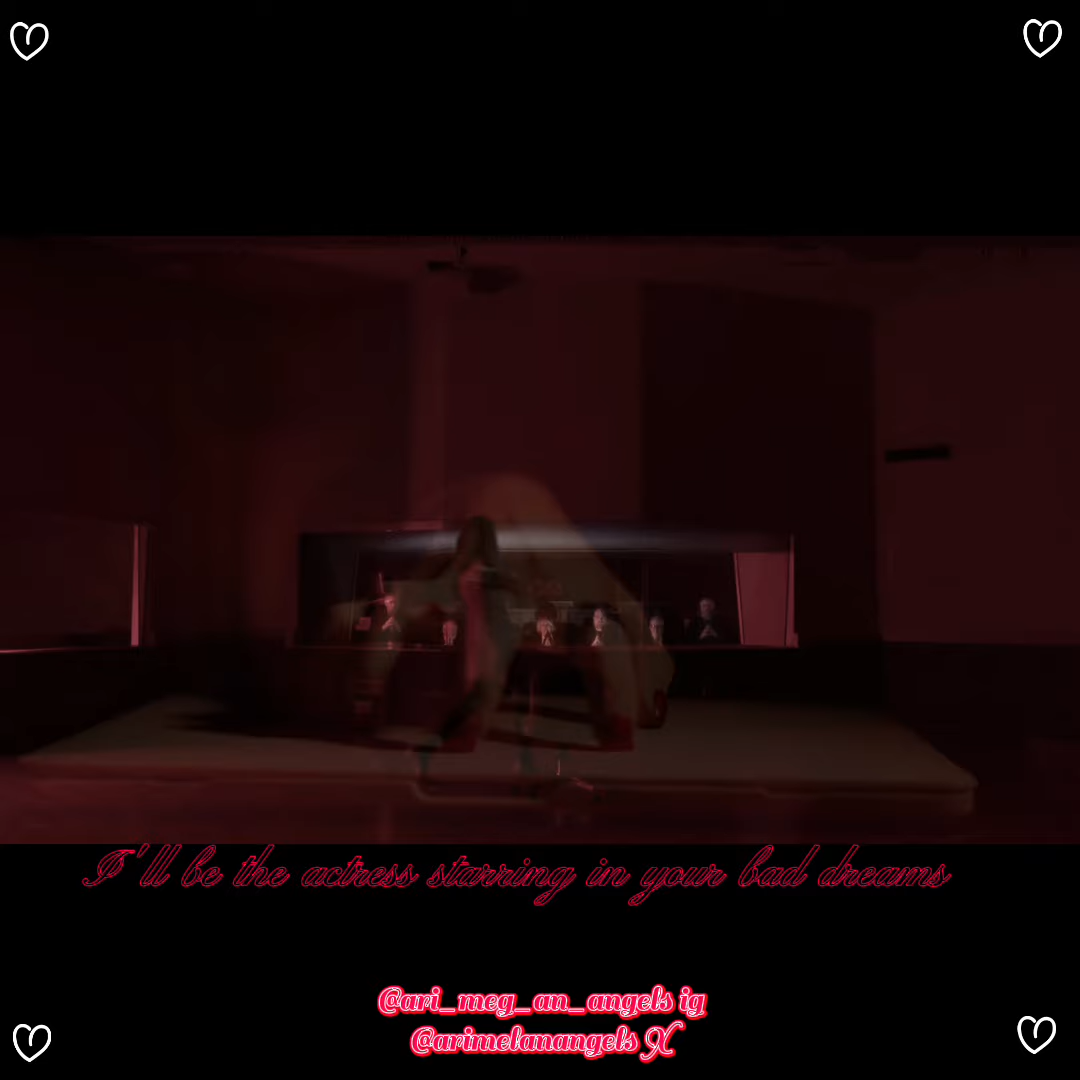 I'll be the actress starring in your bad dreams
@ari_meg_an_angels ig
@arimelanangels X